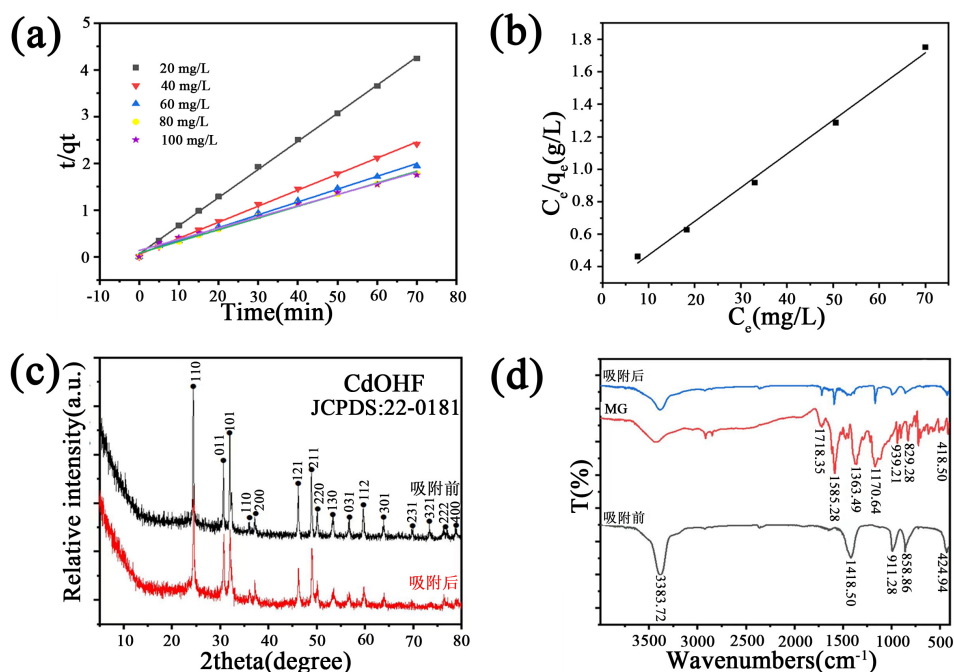 (a)
t/qt
5
4
3
2
1
0
20 mg/L
40 mg/L
60 mg/L
80 mg/L
100 mg/L
-10 0 10 20 30 40 50 60 70 80
Time(min)
(b)
Ce/qe(g/L)
1.8
1.6
1.4
1.2
1.0
0.8
0.6
0.4
0 10 20 30 40 50 60 70
Ce(mg/L)
(c)
Relative intensity(a.u.)
CdOHF
JCPDS:22-0181
110 011 101 110 200 121 211 220 130 031 112 301 231 321 222 400
吸附前
吸附后
10 20 30 40 50 60 70 80
2theta(degree)
(d)
T(%)
吸附后
MG
1718.35 1585.28 1363.49 1170.64 939.21 829.28 418.50
吸附前
3383.72 1418.50 911.28 858.86 424.94
3500 3000 2500 2000 1500 1000 500
Wavenumbers(cm-1)